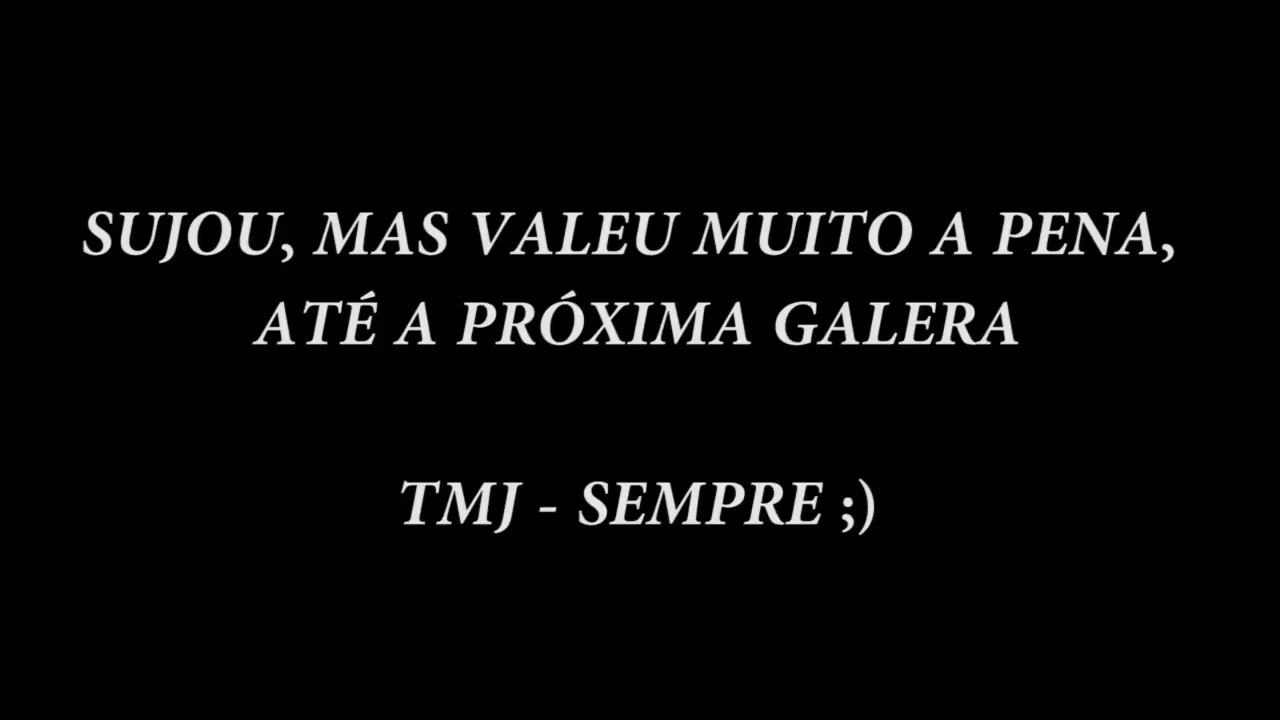 SUJOU, MAS VALEU MUITO A PENA,
ATÉ A PRÓXIMA GALERA
TMJ - SEMPRE ;)